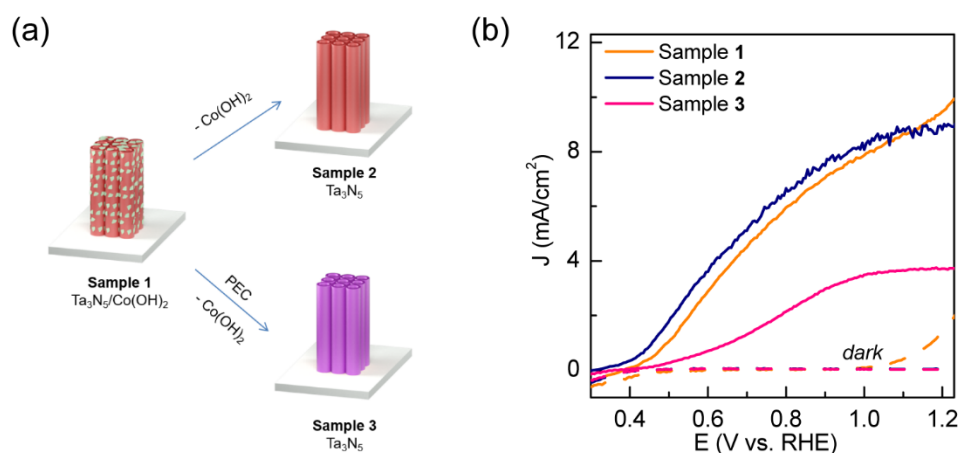 (a)
- Co(OH)₂
Sample 2
Ta₃N₅
Sample 1
Ta₃N₅/Co(OH)₂
PEC
- Co(OH)₂
Sample 3
Ta₃N₅
(b)
12
8
4
0
J (mA/cm²)
Sample 1
Sample 2
Sample 3
dark
0.4 0.6 0.8 1.0 1.2
E (V vs. RHE)